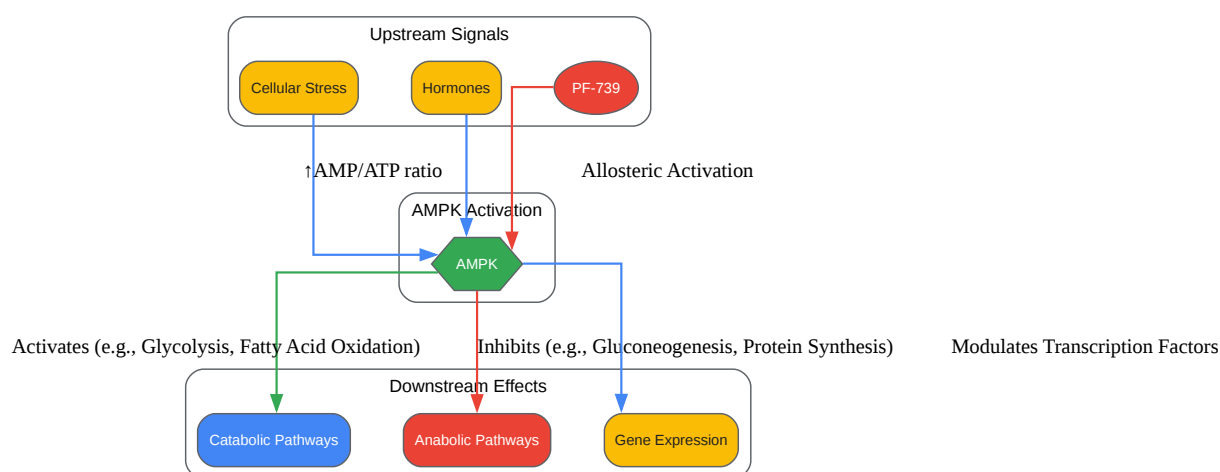 Upstream Signals
Cellular Stress
Hormones
PF-739
↑AMP/ATP ratio
Allosteric Activation
AMPK Activation
AMPK
Activates (e.g., Glycolysis, Fatty Acid Oxidation)
Inhibits (e.g., Gluconeogenesis, Protein Synthesis)
Modulates Transcription Factors
Downstream Effects
Catabolic Pathways
Anabolic Pathways
Gene Expression